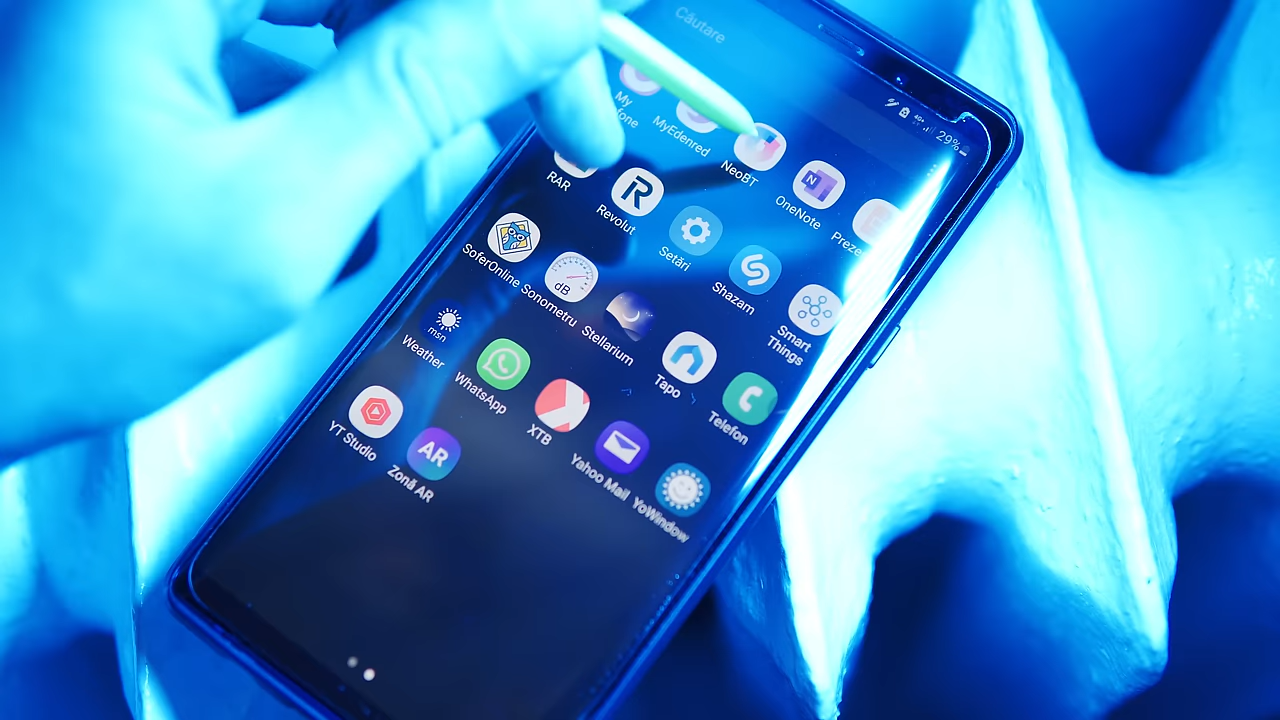 Căutare
4G+
29%
My
MyEdenred
NeoBT
OneNote
RAR
R
Revolut
Setări
Shazam
Smart
Things
SoferOnline
dB
Sonometru
Stellarium
Tapo
Telefon
msn
Weather
WhatsApp
XTB
Yahoo Mail
YoWindow
YT Studio
AR
Zonă AR